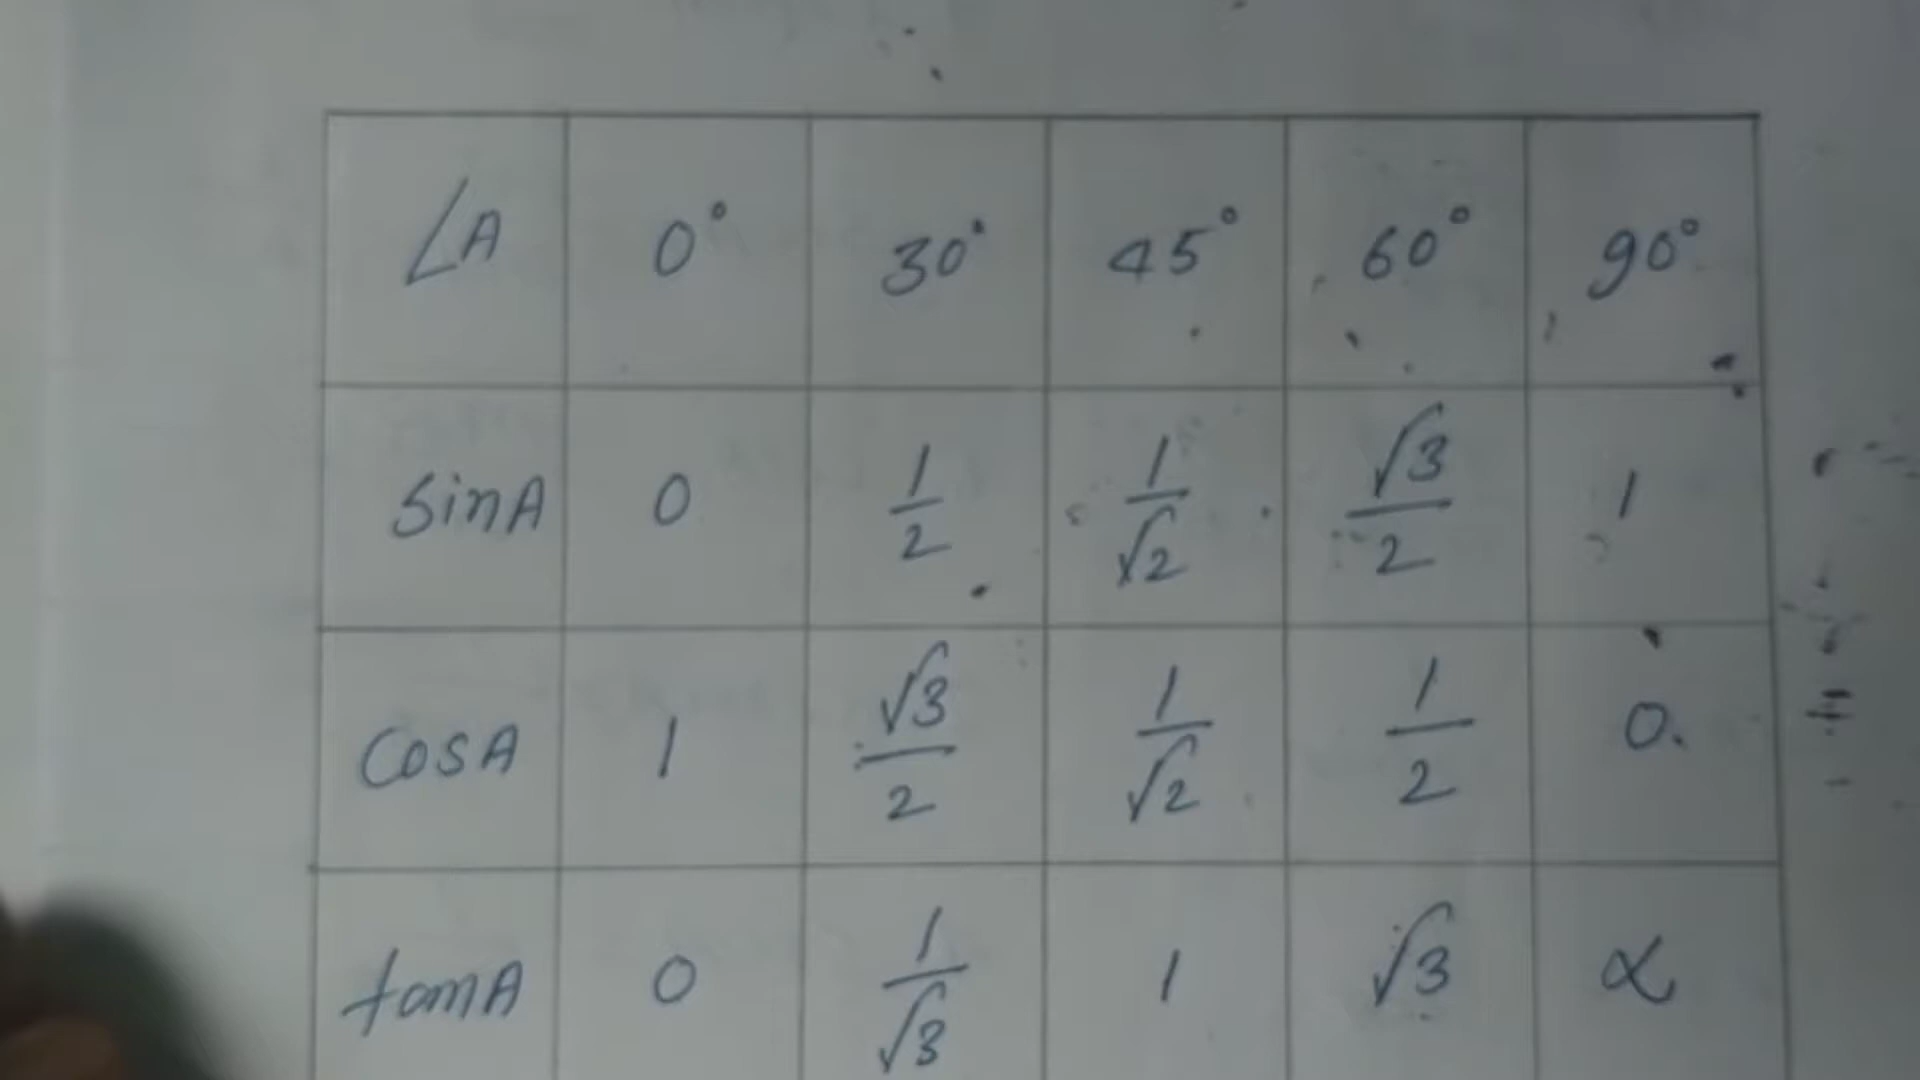 ∠A 0° 30° 45° 60° 90°
sinA 0 1/2 1/√2 √3/2 1
cosA 1 √3/2 1/√2 1/2 0.
tanA 0 1/√3 1 √3 α